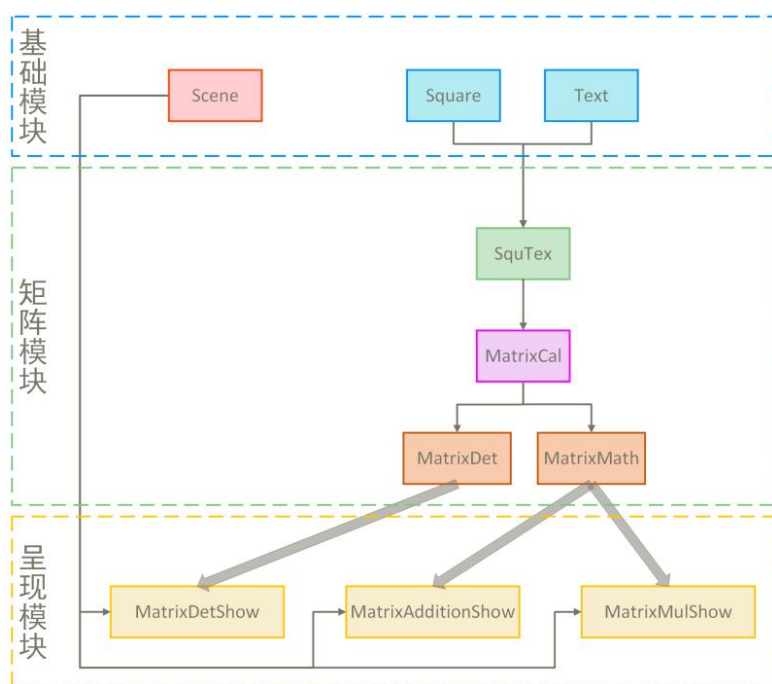 基础模块
Scene
Square
Text
矩阵模块
SquTex
MatrixCal
MatrixDet
MatrixMath
呈现模块
MatrixDetShow
MatrixAdditionShow
MatrixMulShow